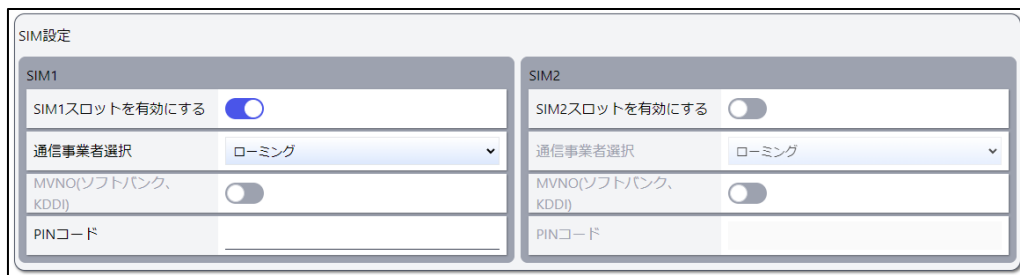 SIM設定
SIM1
SIM1スロットを有効にする
通信事業者選択
ローミング
MVNO(ソフトバンク、
KDDI)
PINコード
SIM2
SIM2スロットを有効にする
通信事業者選択
ローミング
MVNO(ソフトバンク、
KDDI)
PINコード